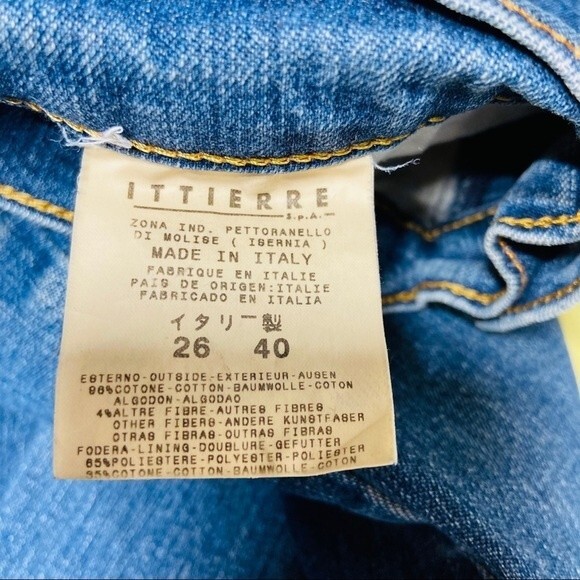 ITTIERRE
S.p.A.
ZONA IND. PETTORANELLO
DI MOLISE ( ISERNIA )
MADE IN ITALY
FABRIQUE EN ITALIE
PAIS DE ORIGEN:ITALIE
FABRICADO EN ITALIA
イタリー製
26 40
ESTERNO-OUTSIDE-EXTERIEUR-AUSEN
96%COTONE-COTTON-BAUMWOLLE-COTON
ALGODON-ALGODAO
4%ALTRE FIBRE-AUTRES FIBRES
OTHER FIBERS-ANDERE KUNSTFASER
OTRAS FIBRAS-OUTRAS FIBRAS
FODERA-LINING-DOUBLURE-GEFUTTER
65%POLIESTERE-POLYESTER-POLIESTER
35%COTONE-COTTON-BAUMWOLLE-COTON